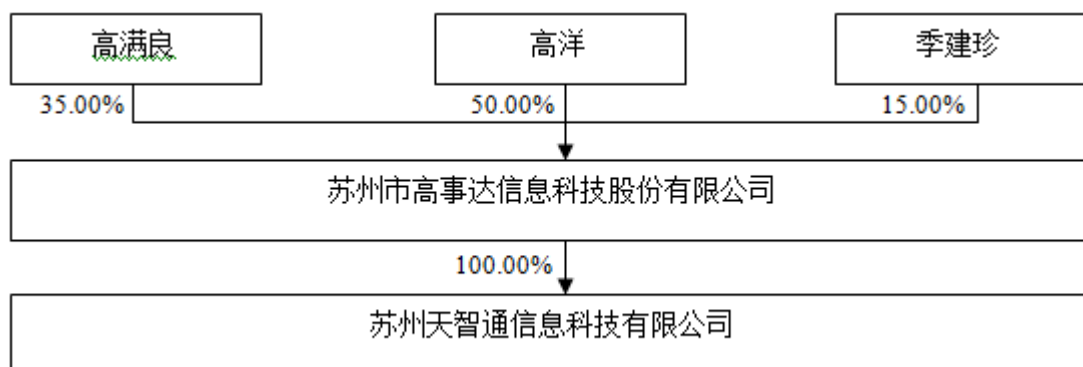 高满良
高洋
季建珍
35.00%
50.00%
15.00%
苏州市高事达信息科技股份有限公司
100.00%
苏州天智通信息科技有限公司